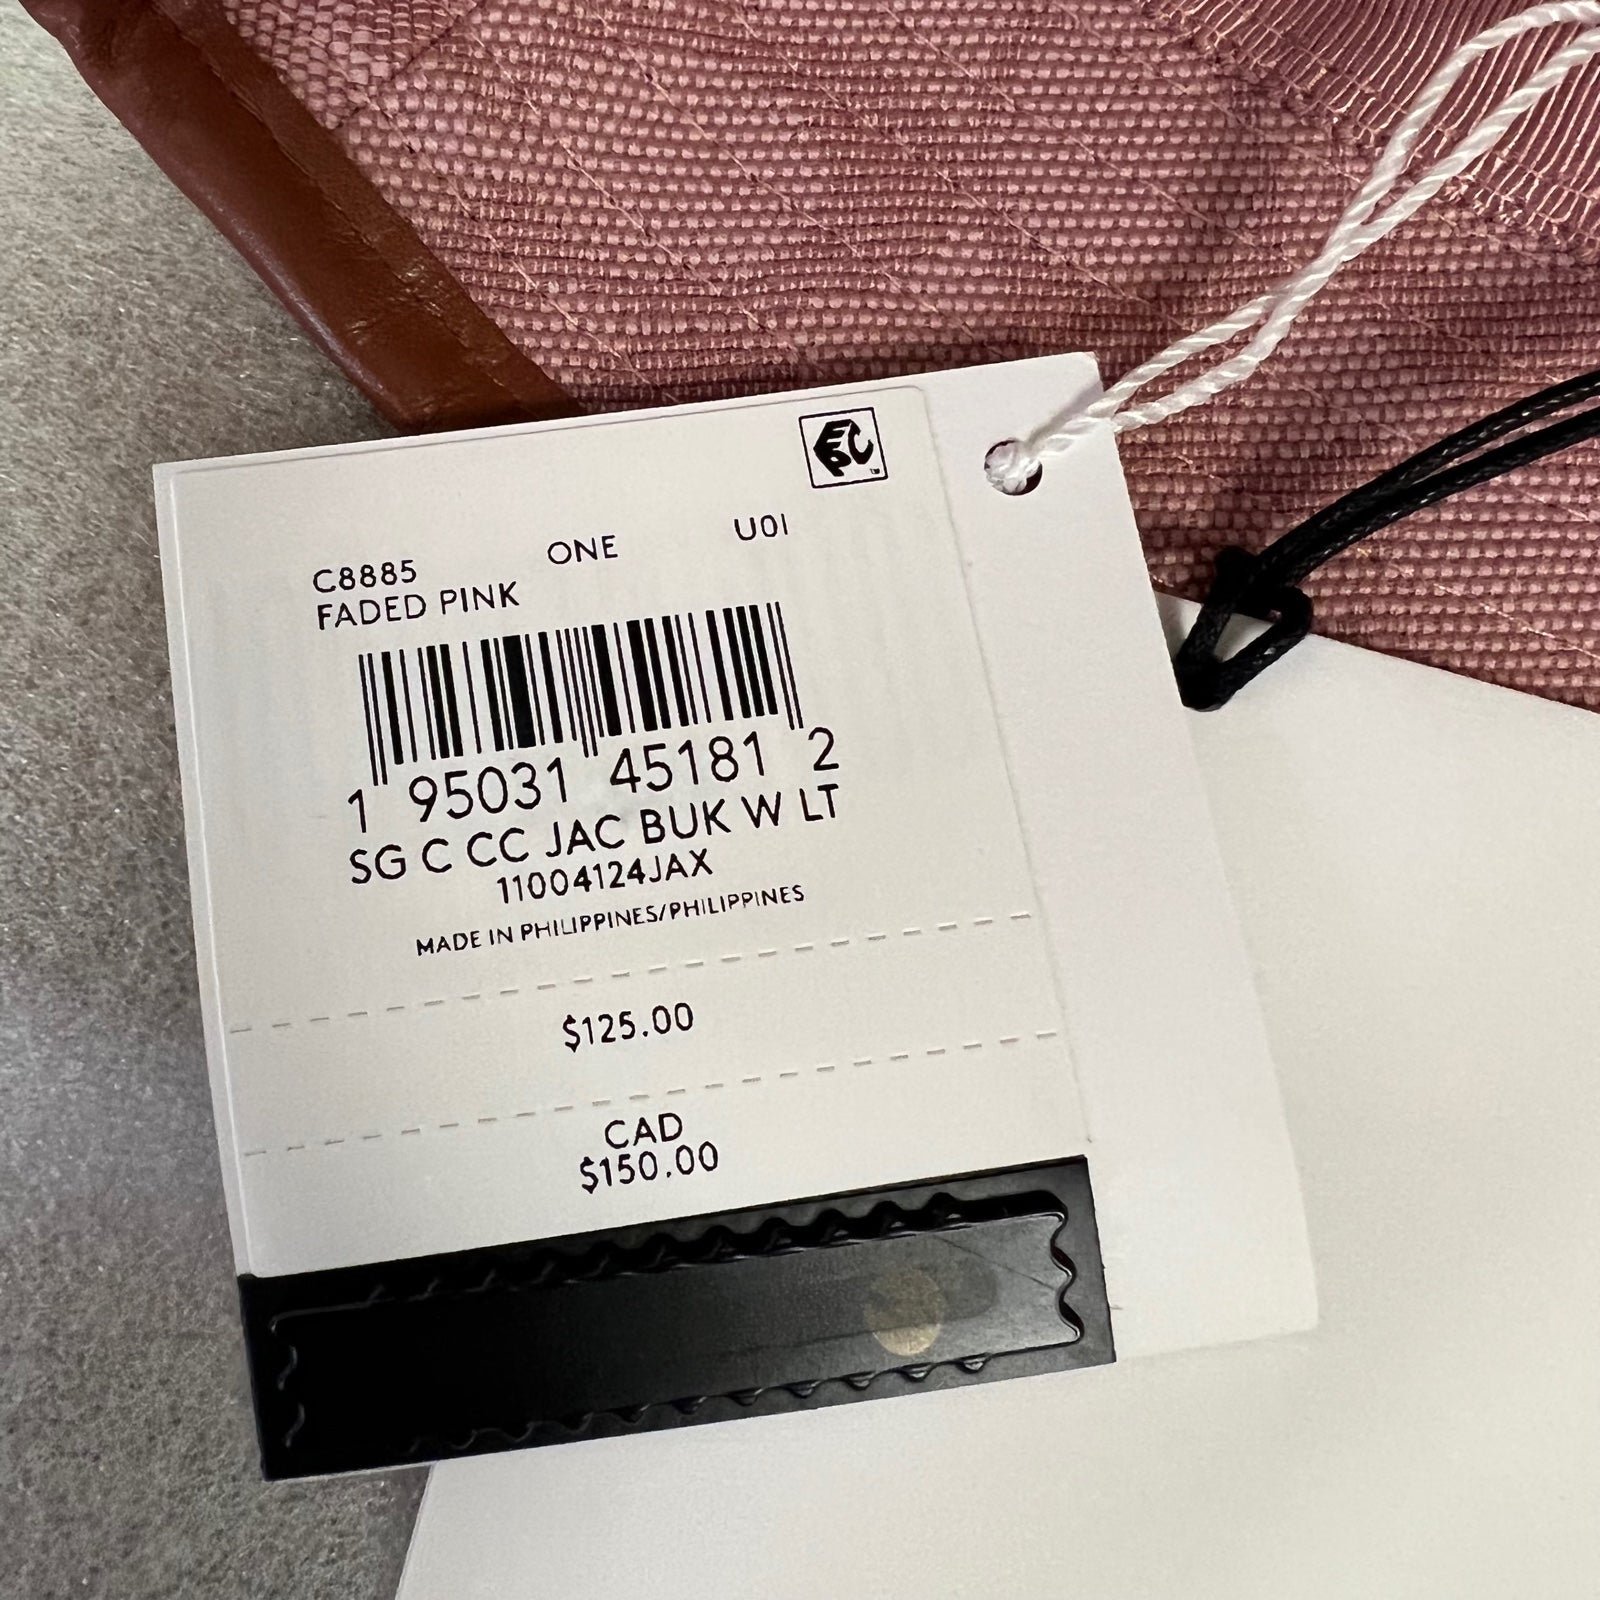 EPC
C8885 ONE U01
FADED PINK
1 95031 45181 2
SG C CC JAC BUK W LT
11004124JAX
MADE IN PHILIPPINES/PHILIPPINES
$125.00
CAD
$150.00